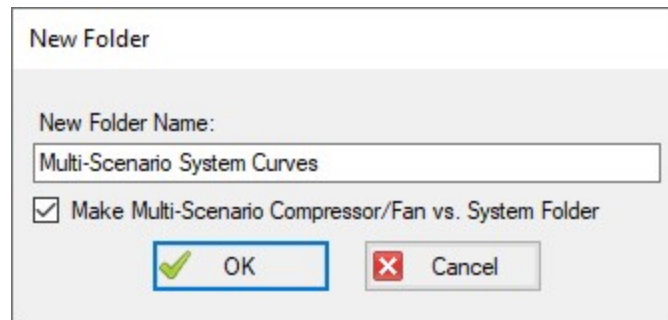 New Folder
New Folder Name:
Multi-Scenario System Curves
Make Multi-Scenario Compressor/Fan vs. System Folder
OK Cancel